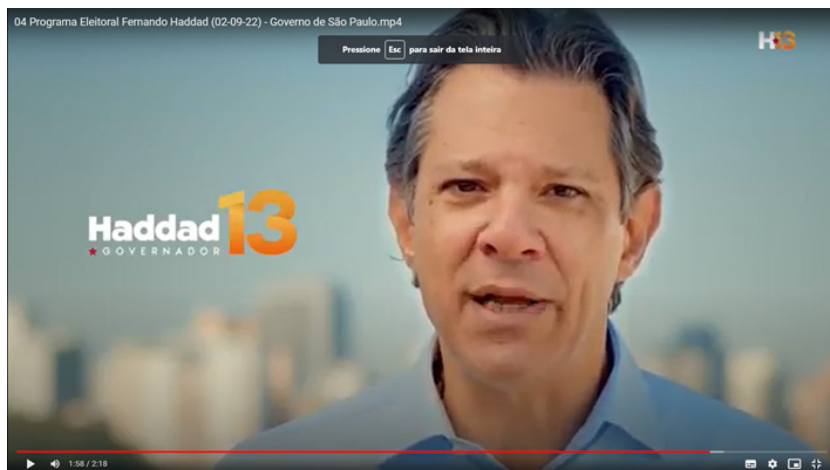 04 Programa Eleitoral Fernando Haddad (02-09-22) - Governo de São Paulo.mp4
Pressione Esc para sair da tela inteira
H13
Haddad 13
GOVERNADOR
1:58 / 2:18